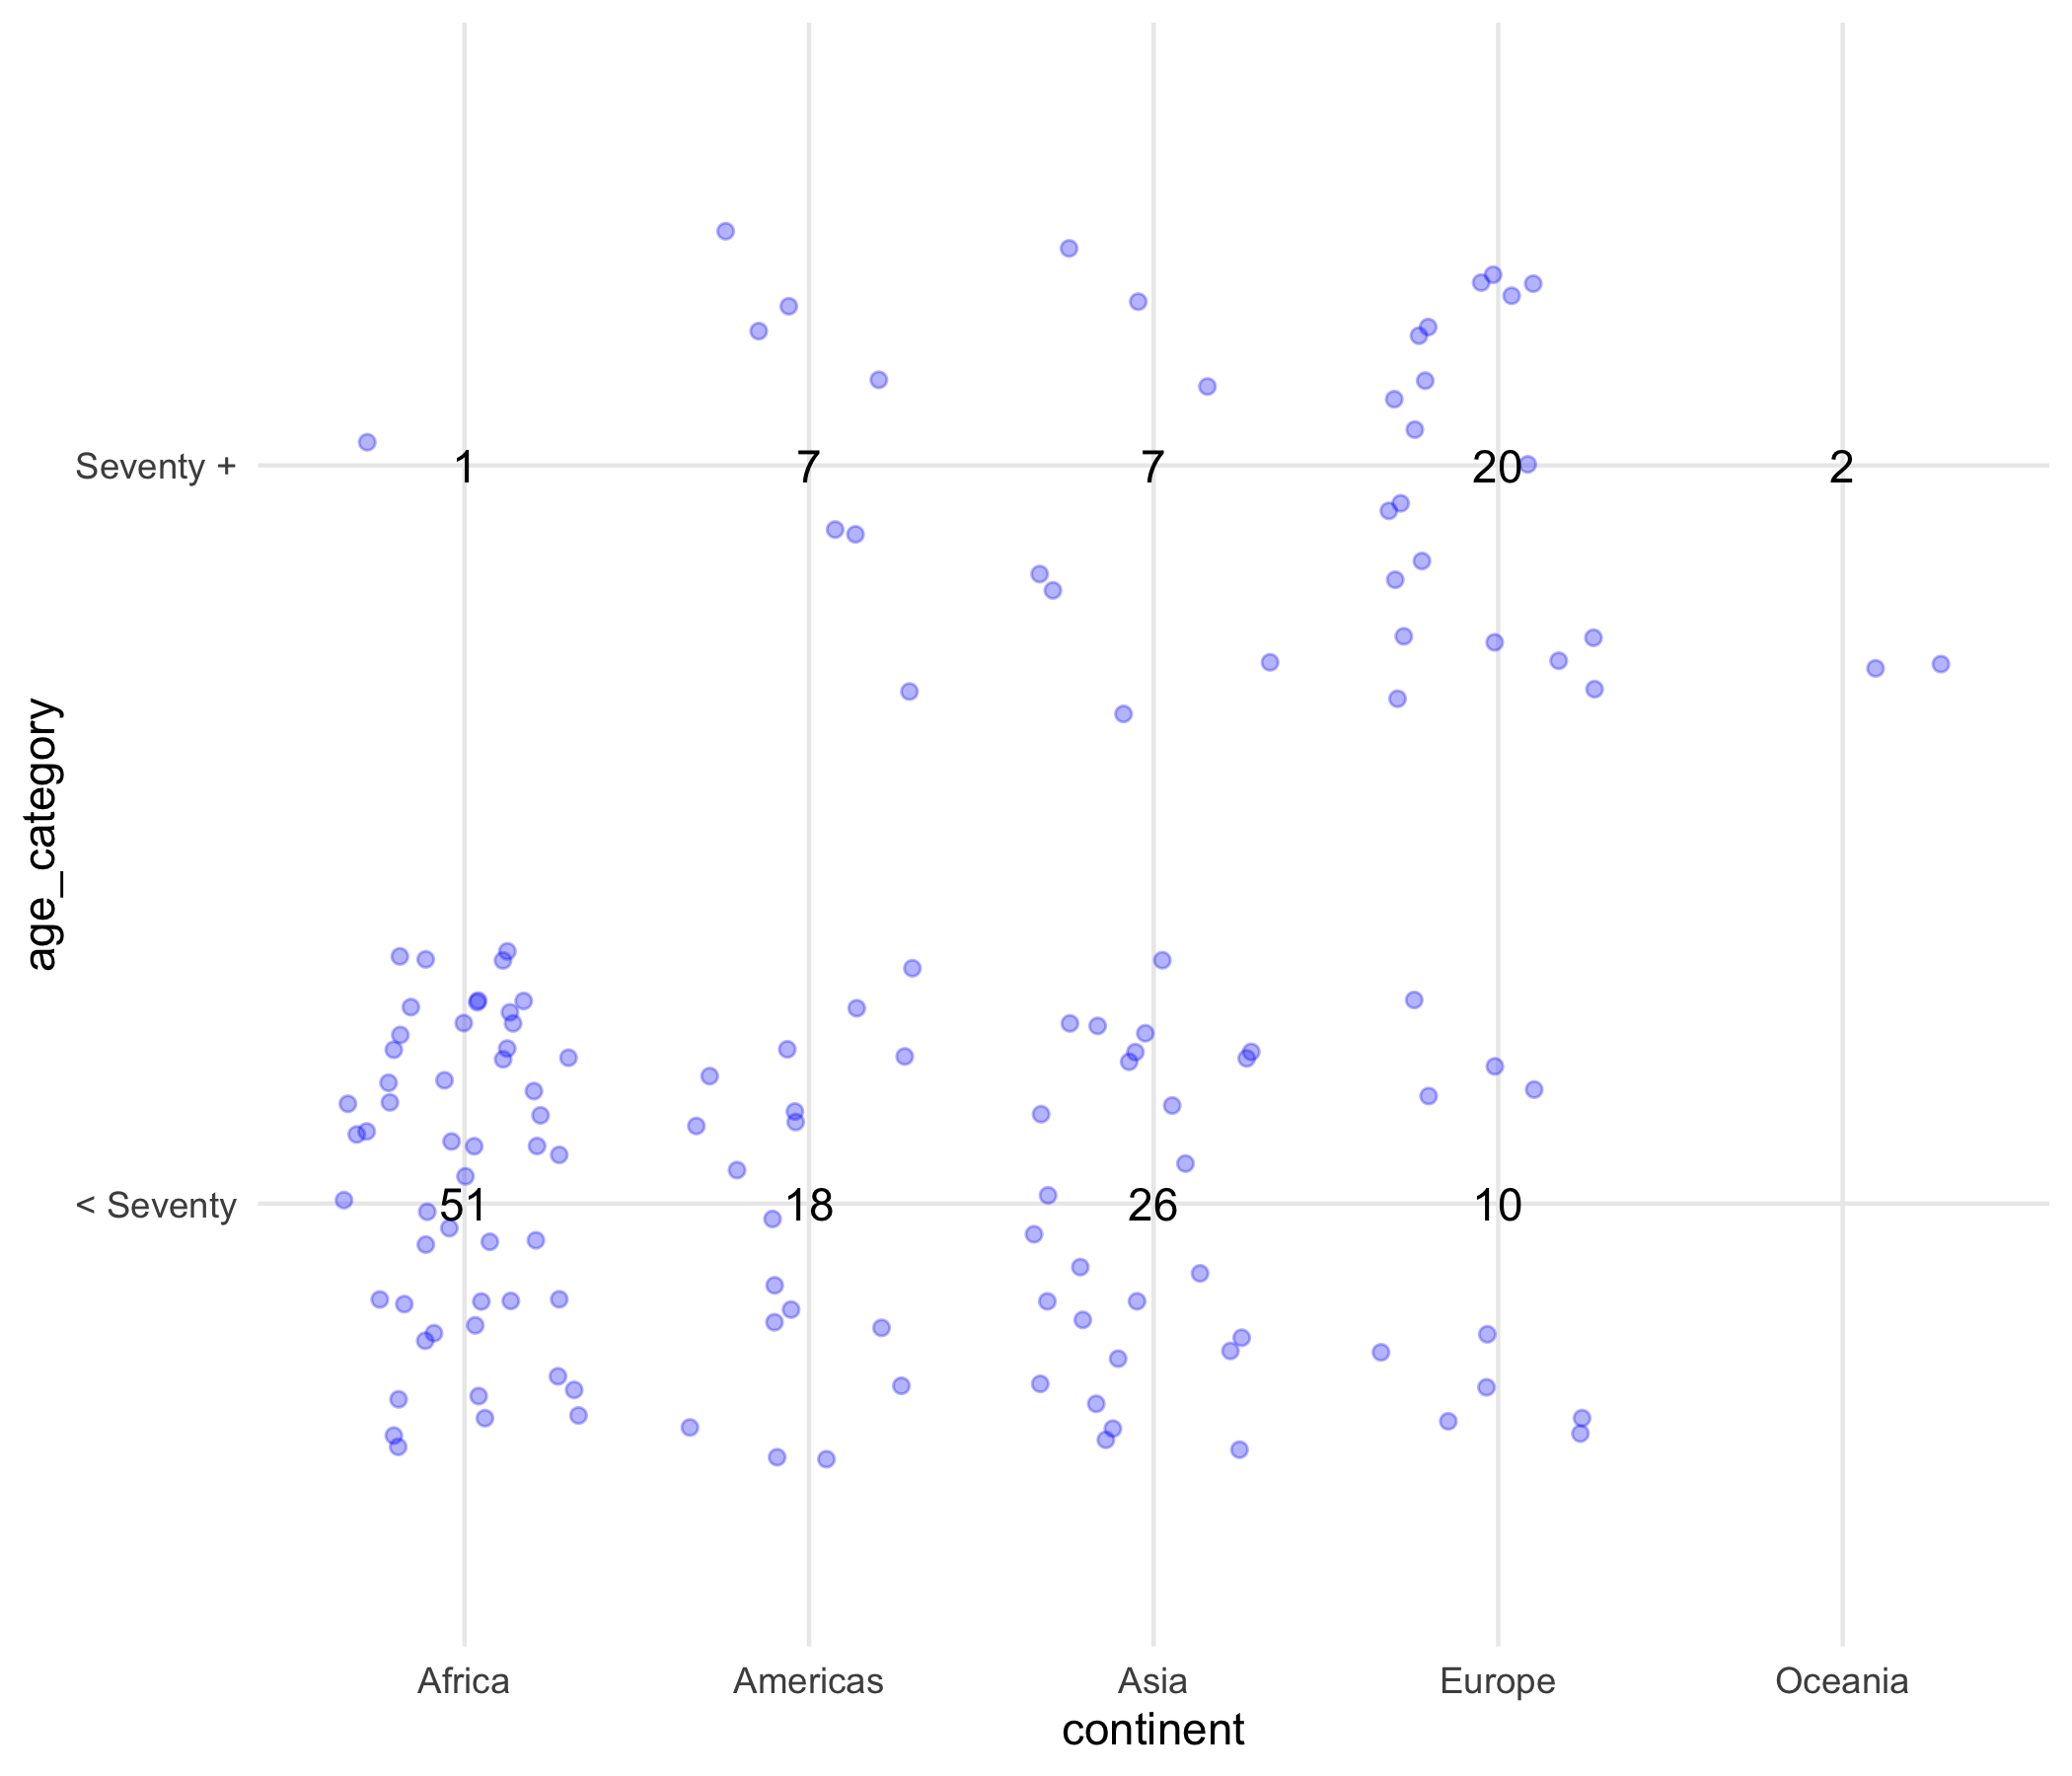 age_category
Seventy +
1
7
7
20
2
< Seventy
51
18
26
10
Africa
Americas
Asia
Europe
Oceania
continent